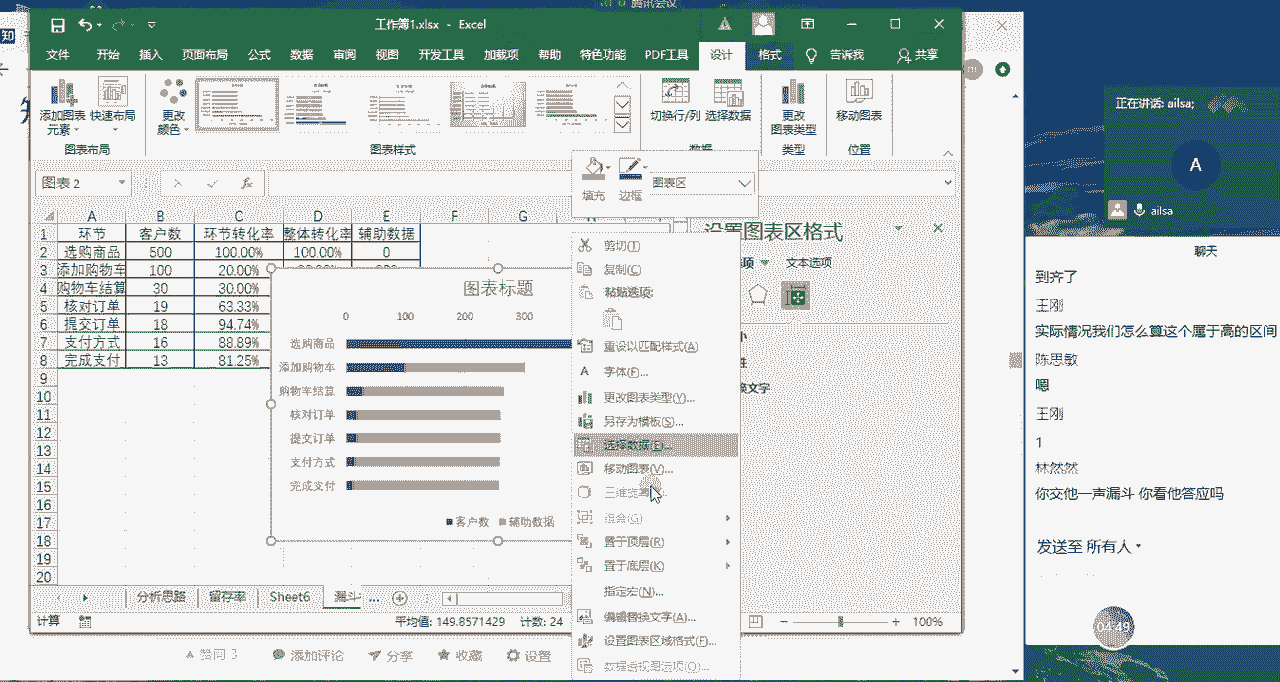 腾讯会议
工作簿1.xlsx - Excel
文件 开始 插入 页面布局 公式 数据 审阅 视图 开发工具 加载项 帮助 特色功能 PDF工具 设计 格式 告诉我 共享
添加图表元素 快速布局 更改颜色 切换行/列 选择数据 更改图表类型 移动图表
图表布局 图表样式 数据 类型 位置
图表 2
填充 边框 图表区
A B C D E F G
1 环节 客户数 环节转化率 整体转化率 辅助数据
2 选购商品 500 100.00% 100.00% 0
3 添加购物车 100 20.00%
4 购物车结算 30 30.00%
5 核对订单 19 63.33%
6 提交订单 18 94.74%
7 支付方式 16 88.89%
8 完成支付 13 81.25%
9
10
11
12
13
14
15
16
17
18
19
20
图表标题
0 100 200 300
选购商品
添加购物车
购物车结算
核对订单
提交订单
支付方式
完成支付
客户数 辅助数据
剪切(T)
复制(C)
粘贴选项:
重设以匹配样式(A)
字体(F)...
更改图表类型(Y)...
另存为模板(S)...
选择数据(E)...
移动图表(V)...
组合(G)
置于顶层(R)
置于底层(K)
指定宏(N)...
编辑替换文字(A)...
设置图表区域格式(F)...
数据透视图选项(O)...
设置图表区格式
文本选项
分析思路 留存率 Sheet6 漏斗 ...
计算 平均值: 149.8571429 计数: 24 100%
赞同 3 添加评论 分享 收藏 设置
知
正在讲话: ailsa;
A
ailsa
聊天
到齐了
王刚
实际情况我们怎么算这个属于高的区间
陈思敏
嗯
王刚
1
林然然
你交他一声漏斗 你看他答应吗
发送至 所有人
04:49